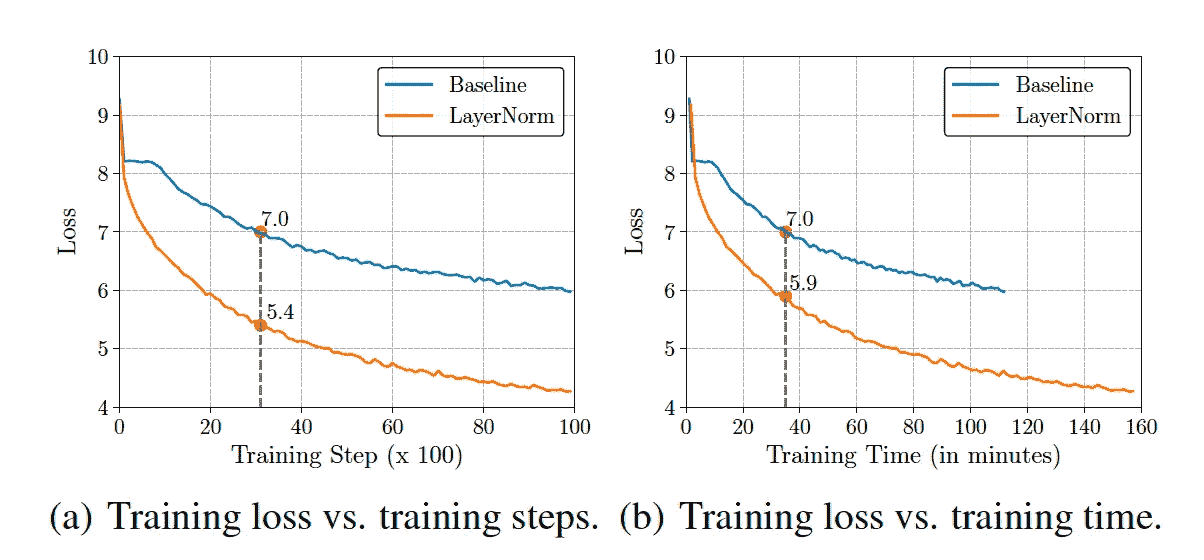 10
9
8
7
6
5
4
Loss
Baseline
LayerNorm
7.0
5.4
0 20 40 60 80 100
Training Step (x 100)
10
9
8
7
6
5
4
Loss
Baseline
LayerNorm
7.0
5.9
0 20 40 60 80 100 120 140 160
Training Time (in minutes)
(a) Training loss vs. training steps.
(b) Training loss vs. training time.